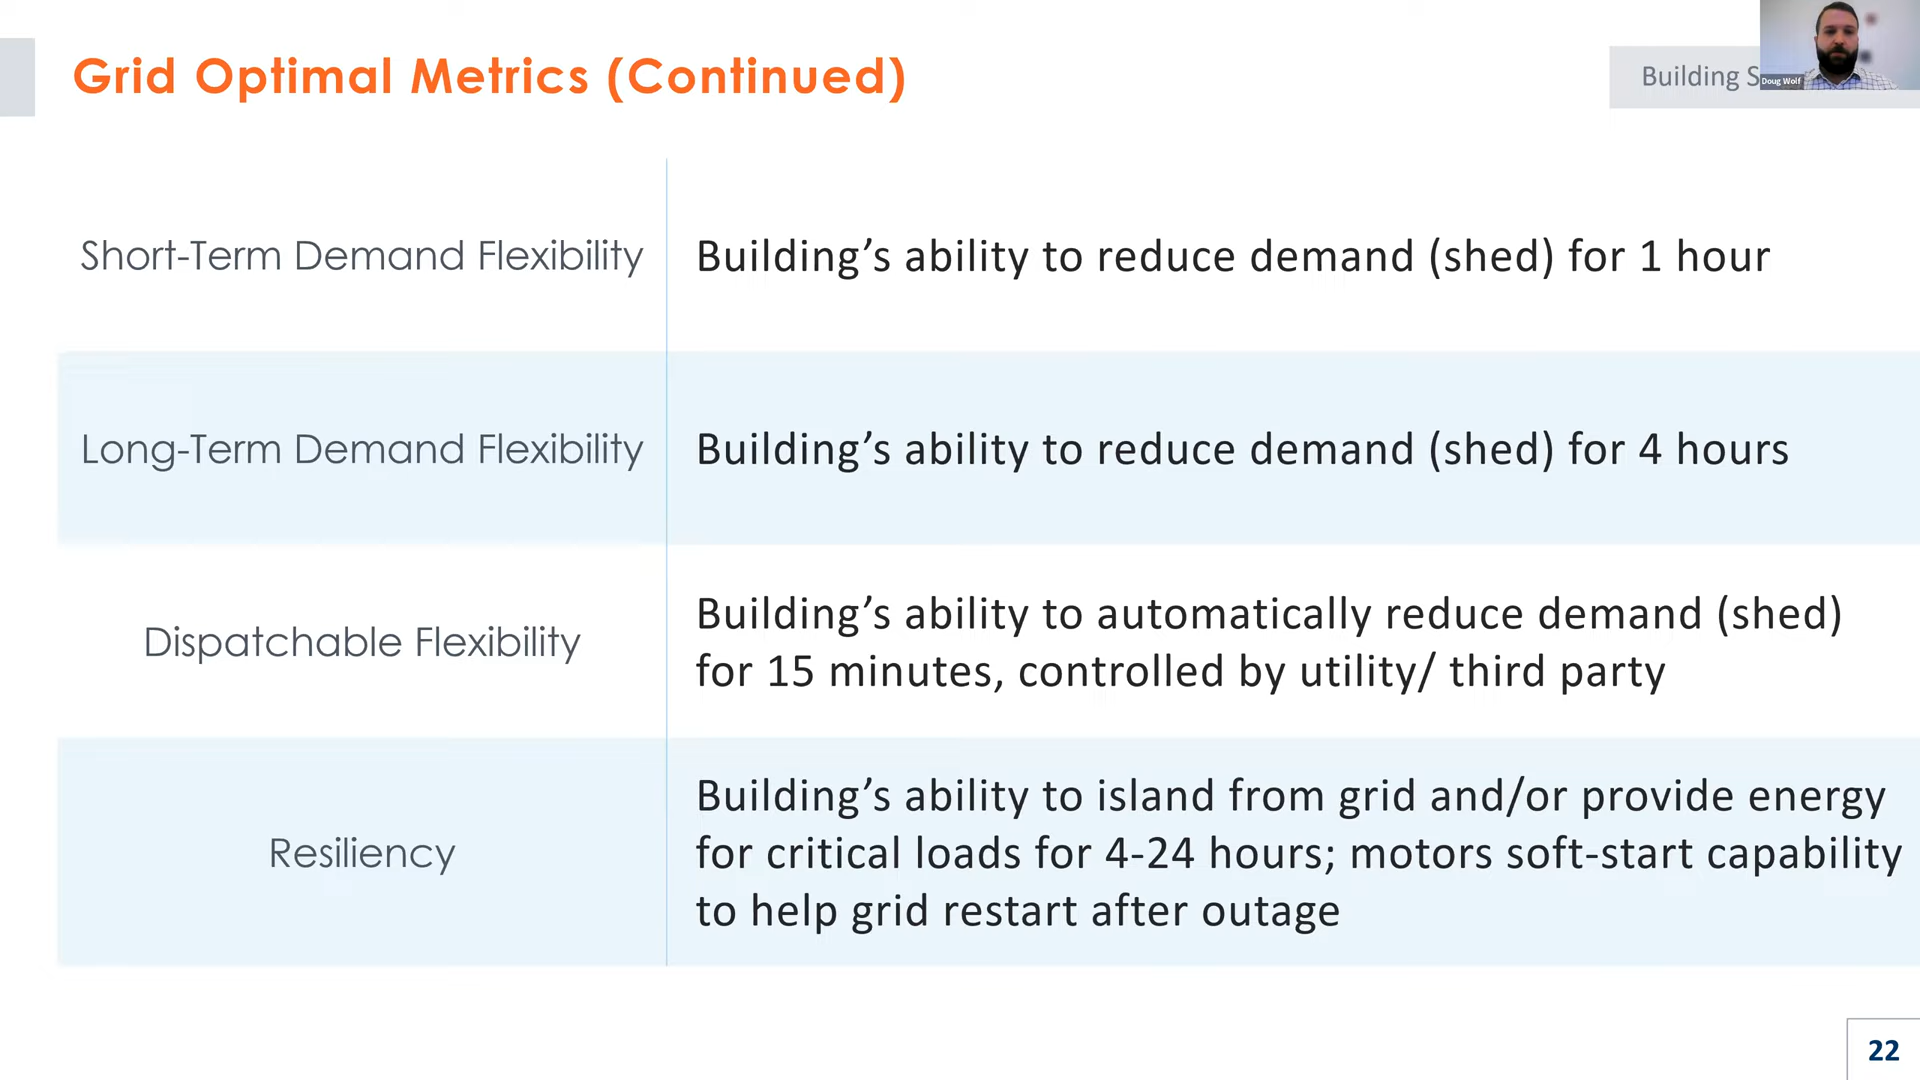 Grid Optimal Metrics (Continued)
Building
Doug Wolf
Short-Term Demand Flexibility
Building’s ability to reduce demand (shed) for 1 hour
Long-Term Demand Flexibility
Building’s ability to reduce demand (shed) for 4 hours
Dispatchable Flexibility
Building’s ability to automatically reduce demand (shed)
for 15 minutes, controlled by utility/ third party
Resiliency
Building’s ability to island from grid and/or provide energy
for critical loads for 4-24 hours; motors soft-start capability
to help grid restart after outage
22